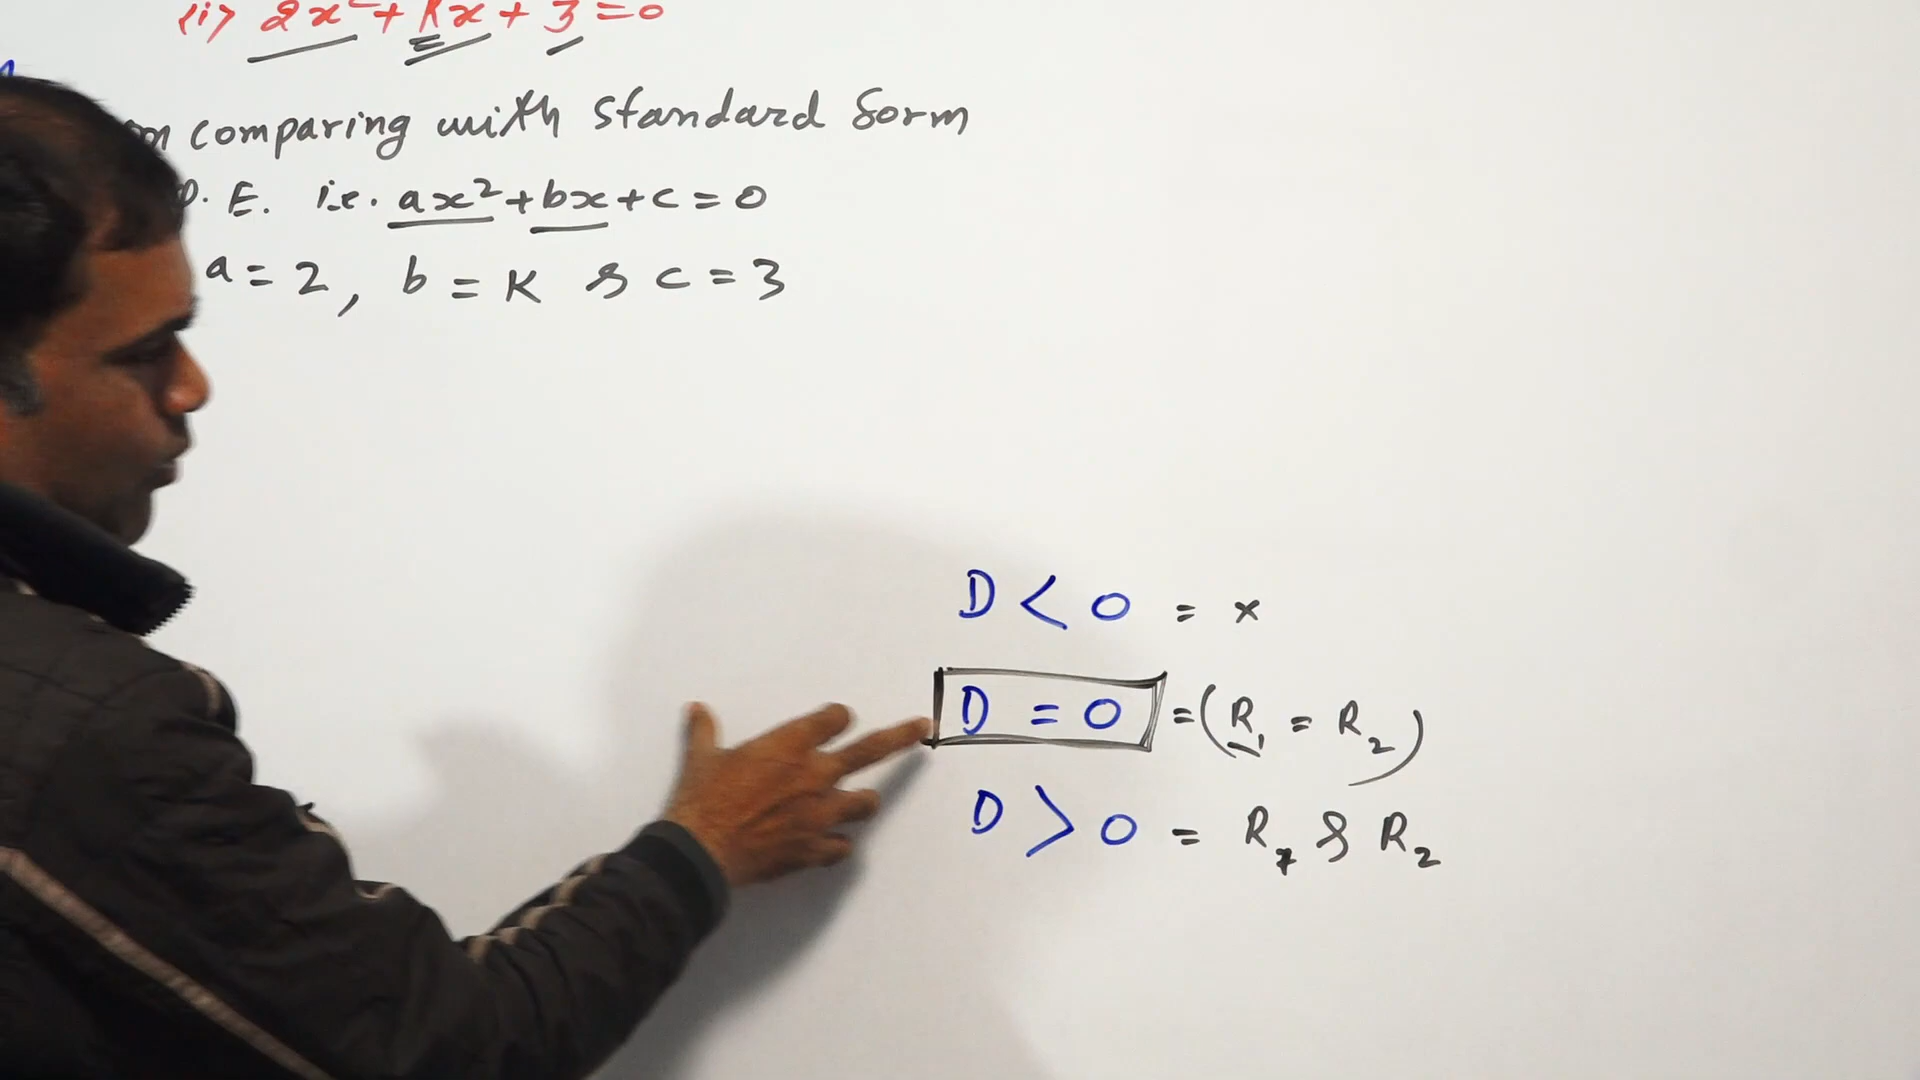 (i) 2x² + Kx + 3 = 0
on comparing with standard form
E. i.e. ax² + bx + c = 0
a = 2, b = K & c = 3
D < 0 = ×
D = 0 = (R₁ = R₂)
D > 0 = R₁ & R₂